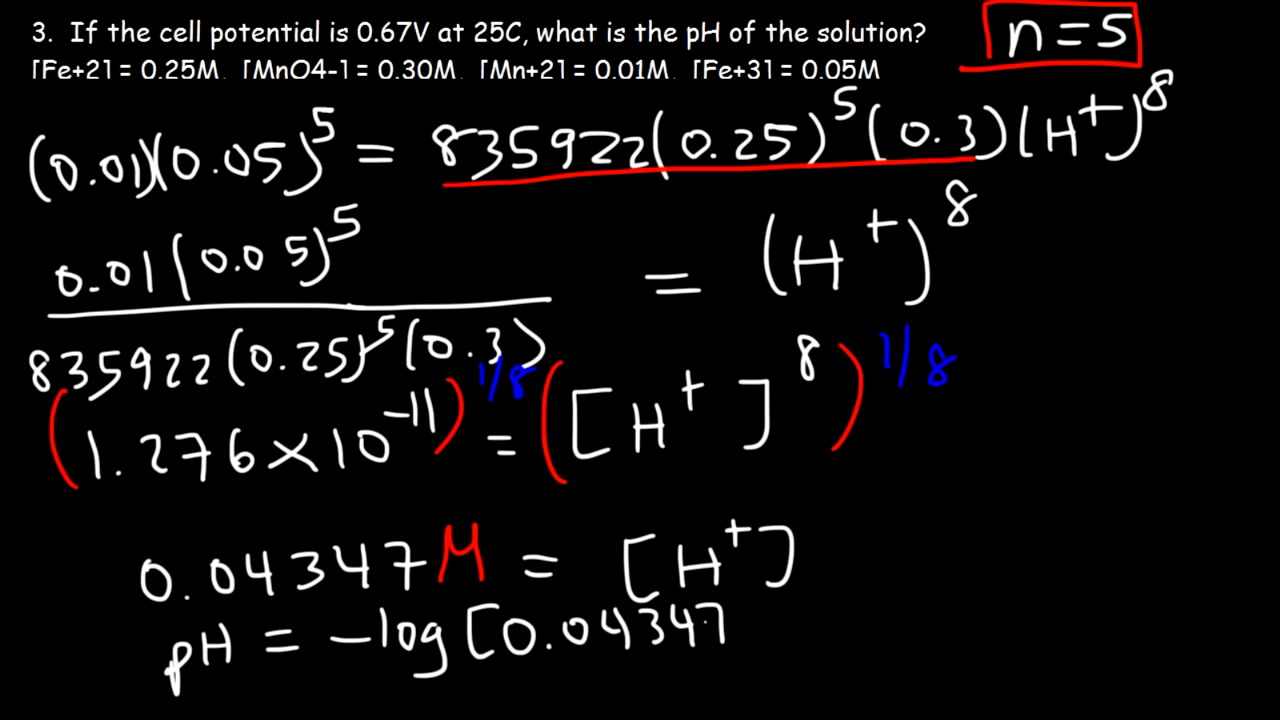 3. If the cell potential is 0.67V at 25C, what is the pH of the solution?
[Fe+2] = 0.25M, [MnO4-] = 0.30M, [Mn+2] = 0.01M, [Fe+3] = 0.05M
n = 5
(0.01)(0.05)^5 = 835922(0.25)^5(0.3)(H^+)^8
0.01(0.05)^5
= (H^+)^8
835922(0.25)^5(0.3)
(1.276×10^-11)^1/8 = ([H^+]^8)^1/8
0.04347 M = [H^+]
pH = -log[0.04347